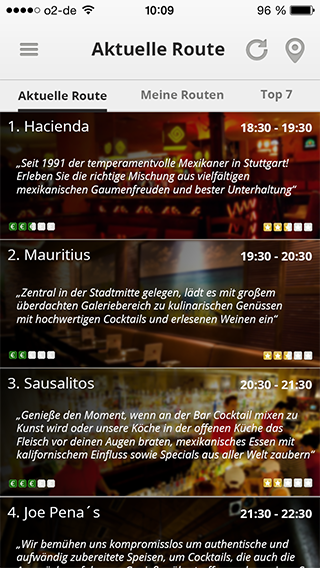 o2-de 10:09 96 %
Aktuelle Route
Aktuelle Route Meine Routen Top 7
1. Hacienda 18:30 - 19:30
„Seit 1991 der temperamentvolle Mexikaner in Stuttgart!
Erleben Sie die richtige Mischung aus vielfältigen
mexikanischen Gaumenfreuden und bester Unterhaltung“
€ € €
2. Mauritius 19:30 - 20:30
„Zentral in der Stadtmitte gelegen, lädt es mit großem
überdachten Galeriebereich zu kulinarischen Genüssen
mit hochwertigen Cocktails und erlesenen Weinen ein“
€ €
3. Sausalitos 20:30 - 21:30
„Genieße den Moment, wenn an der Bar Cocktail mixen zu
Kunst wird oder unsere Köche in der offenen Küche das
Fleisch vor deinen Augen braten, mexikanisches Essen mit
kalifornischem Einfluss sowie Specials aus aller Welt zaubern“
€ €
4. Joe Pena´s 21:30 - 22:30
„Wir bemühen uns kompromisslos um authentische und
aufwändig zubereitete Speisen, um Cocktails, die auch die